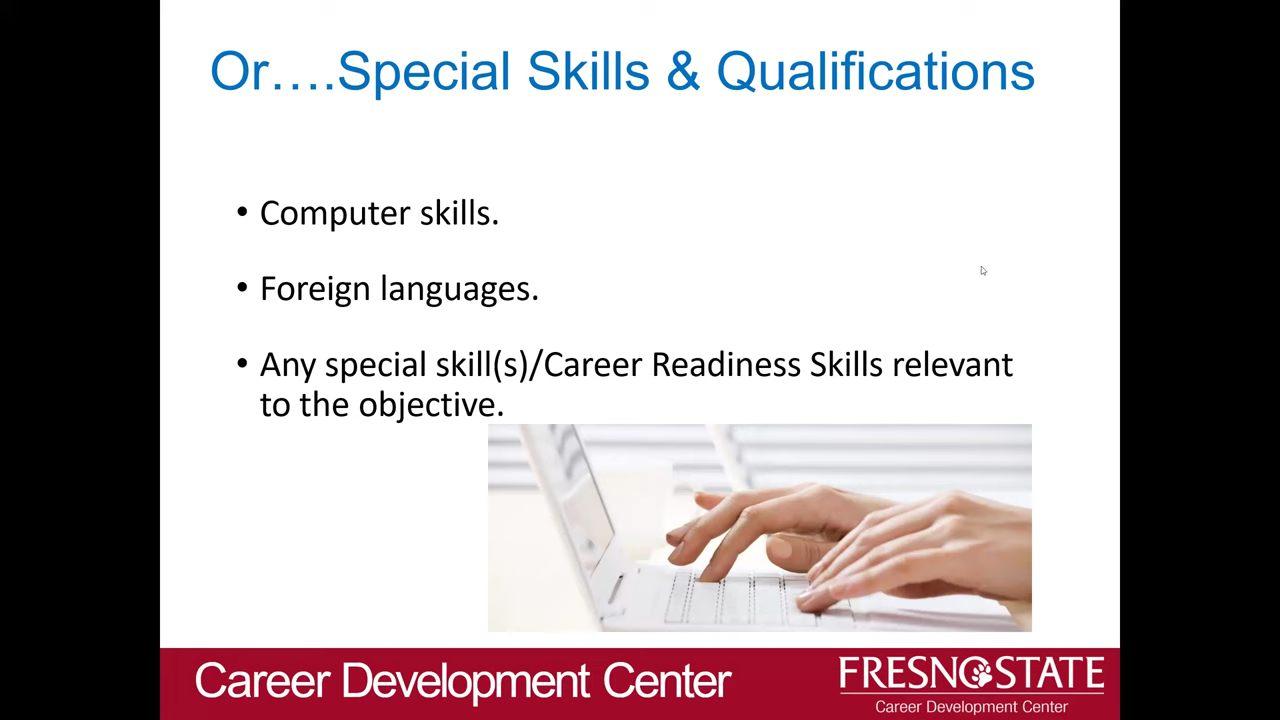 Or….Special Skills & Qualifications
• Computer skills.
• Foreign languages.
• Any special skill(s)/Career Readiness Skills relevant
to the objective.
Career Development Center
FRESNO STATE
Career Development Center